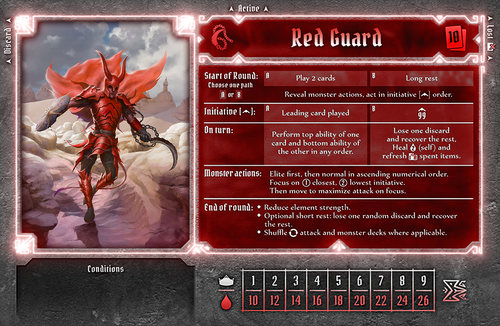 Active
Discard
Lost
Red Guard
10
Start of Round:
Choose one path
A or B
A
Play 2 cards
B
Long rest
Reveal monster actions, act in initiative [ ] order.
Initiative [ ]:
A
Leading card played
B
99
On turn:
Perform top ability of one
card and bottom ability of
the other in any order.
Lose one discard
and recover the rest,
Heal 2 (self) and
refresh spent items.
Monster actions:
Elite first, then normal in ascending numerical order.
Focus on 1 closest, 2 lowest initiative.
Then move to maximize attack on focus.
End of round:
Reduce element strength.
Optional short rest: lose one random discard and recover
the rest.
Shuffle attack and monster decks where applicable.
Conditions
1 2 3 4 5 6 7 8 9
10 12 14 16 18 20 22 24 26